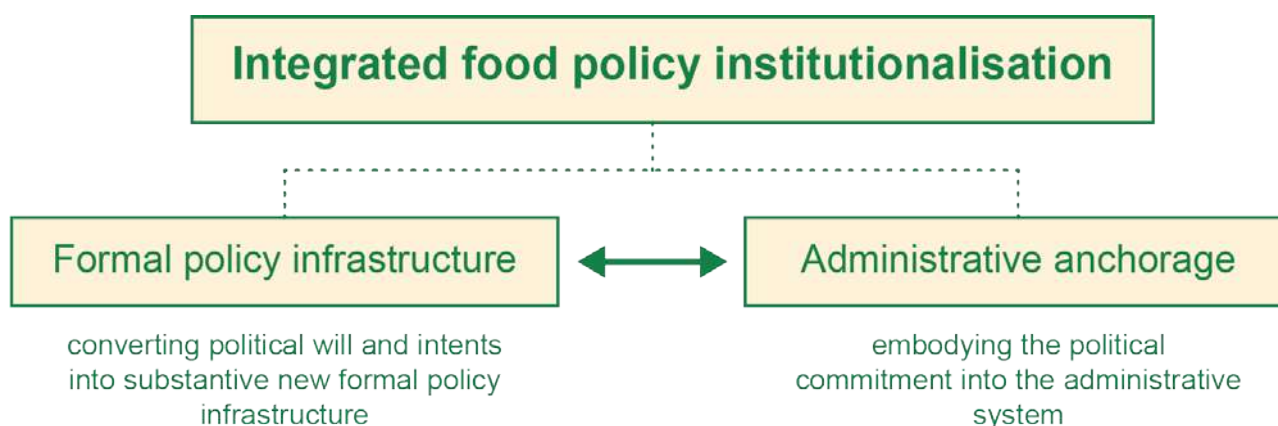 Integrated food policy institutionalisation
Formal policy infrastructure
converting political will and intents
into substantive new formal policy
infrastructure
Administrative anchorage
embodying the political
commitment into the administrative
system